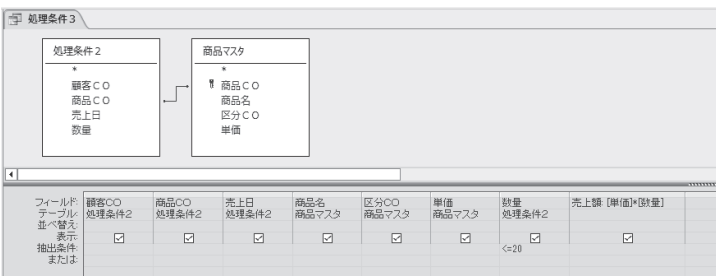 処理条件3
処理条件2
*
顧客CO
商品CO
売上日
数量
商品マスタ
*
商品CO
商品名
区分CO
単価
フィールド: 顧客CO 商品CO 売上日 商品名 区分CO 単価 数量 売上額: [単価]*[数量]
テーブル: 処理条件2 処理条件2 処理条件2 商品マスタ 商品マスタ 商品マスタ 処理条件2
並べ替え:
表示:
抽出条件: <=20
または: